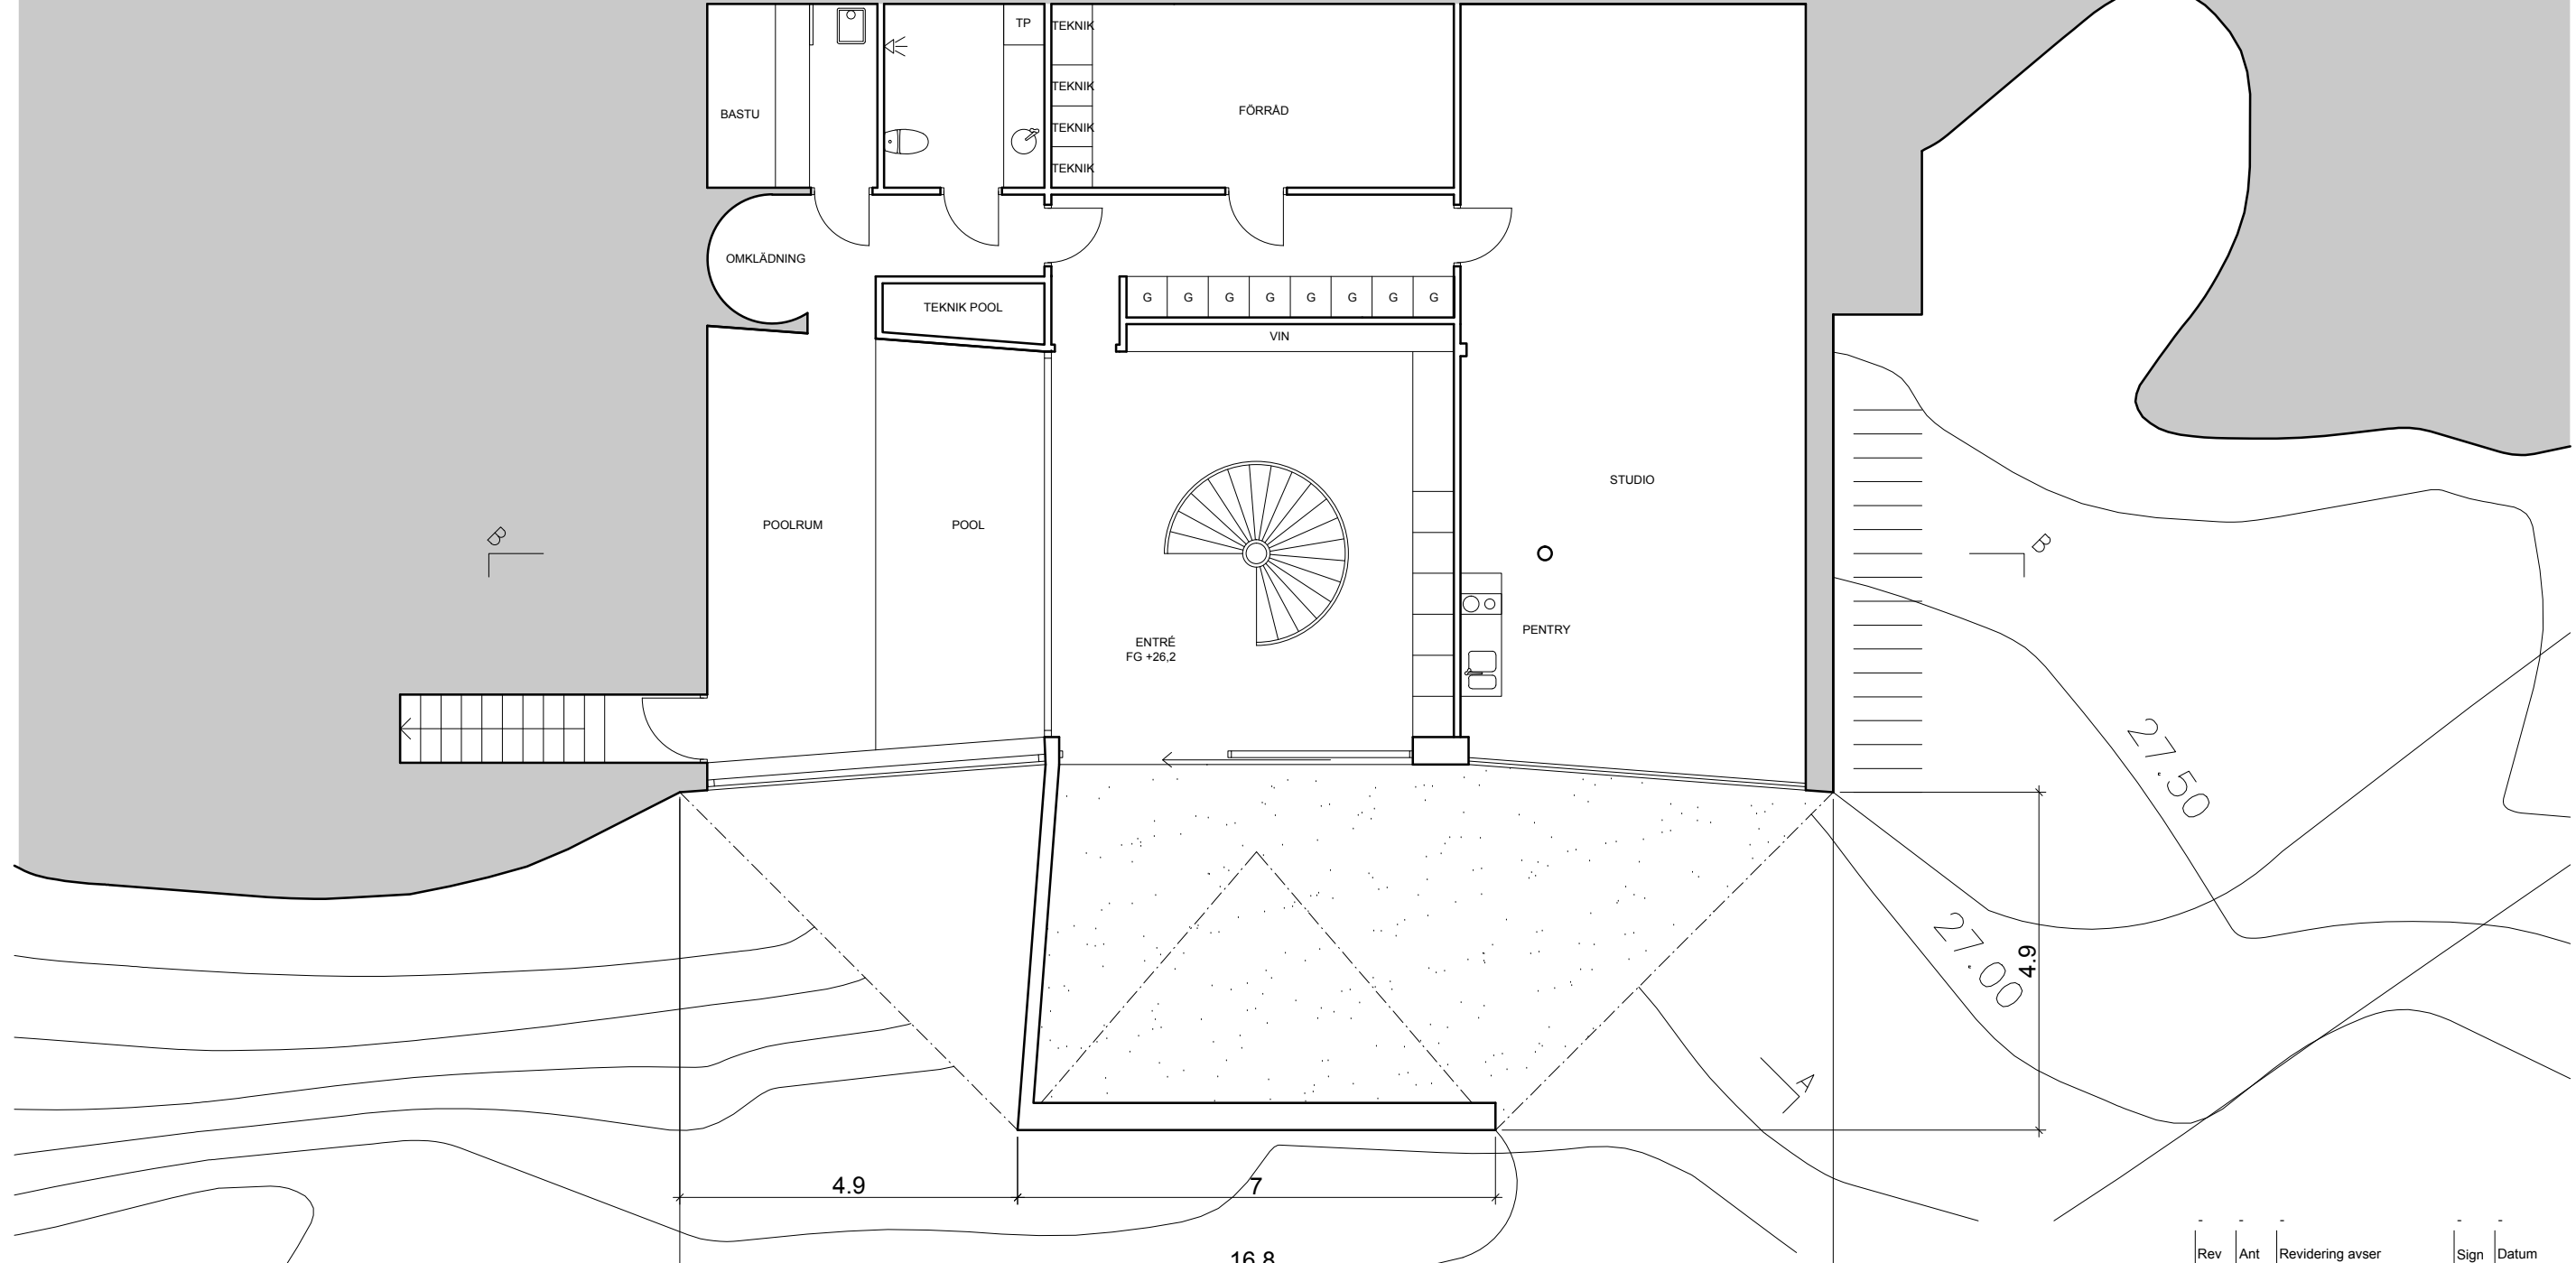 TP
TEKNIK
TEKNIK
TEKNIK
TEKNIK
BASTU
FÖRRÅD
OMKLÄDNING
TEKNIK POOL
G G G G G G G G
VIN
STUDIO
POOLRUM
POOL
B
B
PENTRY
ENTRÉ
FG +26,2
27.50
27.00
4.9
A
4.9
7
16.8
- - - - -
Rev Ant Revidering avser Sign Datum